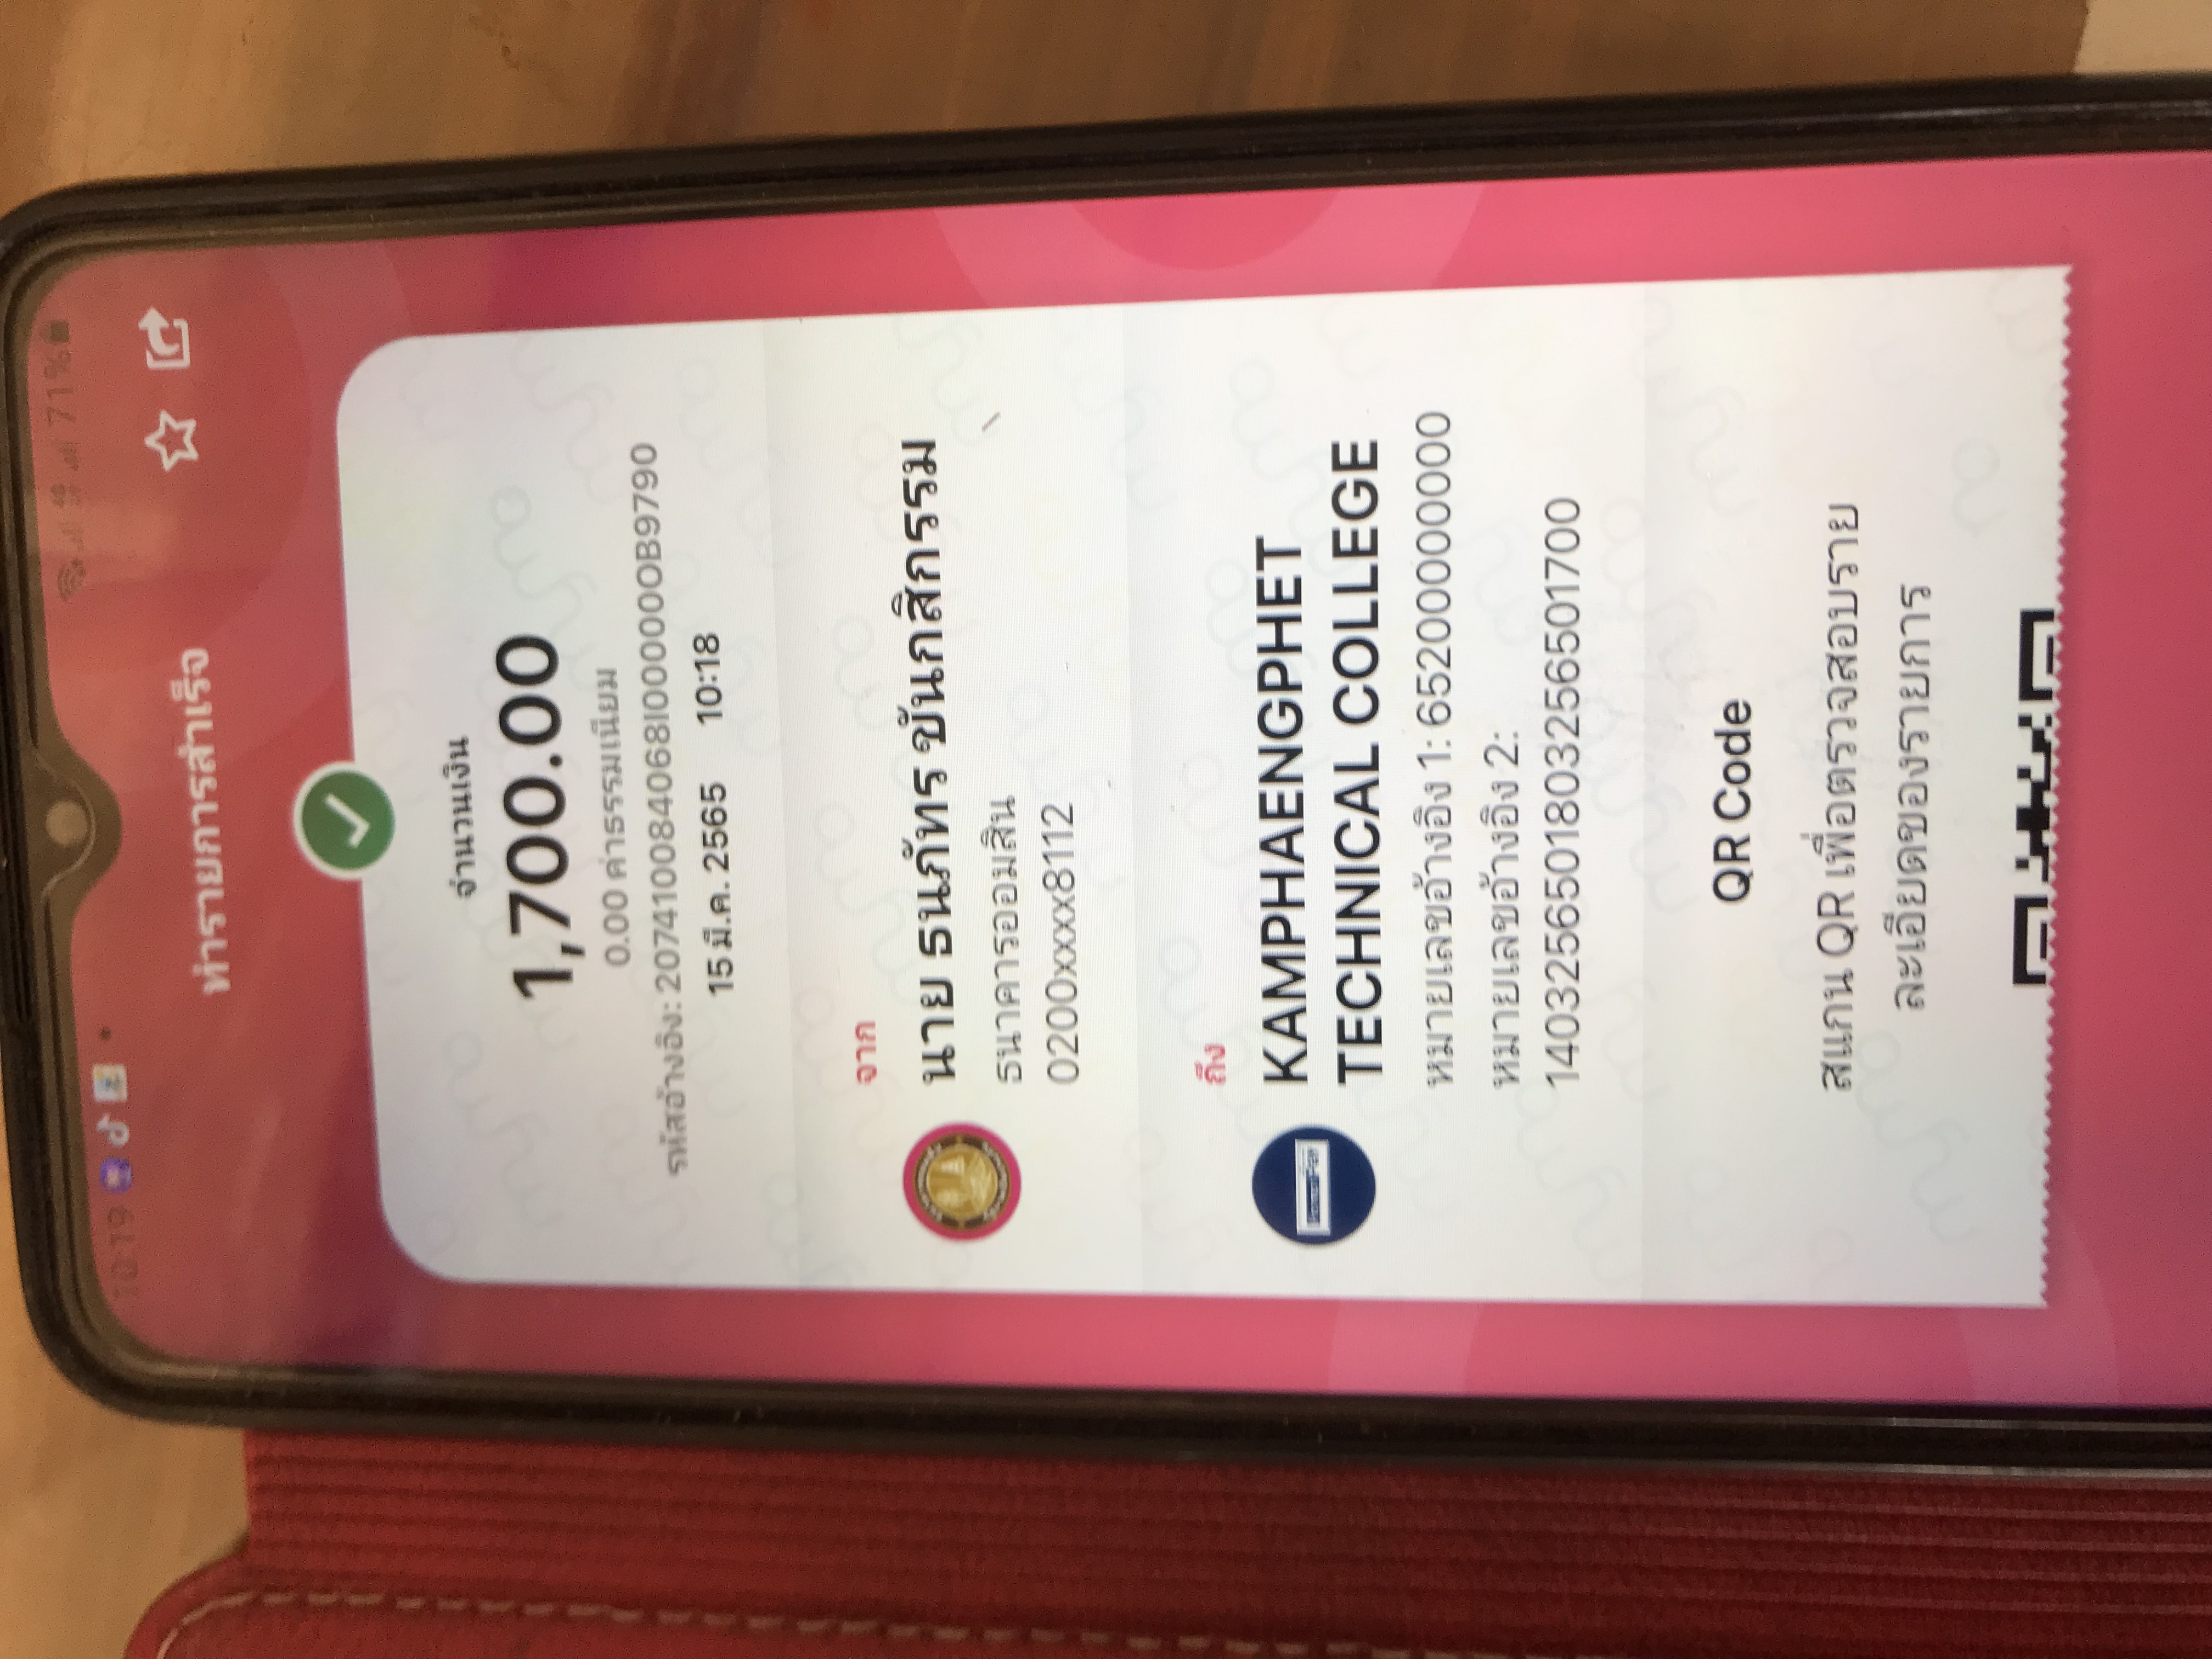 10:19 71%
ทำรายการสำเร็จ
จำนวนเงิน
1,700.00
0.00 ค่าธรรมเนียม
รหัสอ้างอิง: 207410084068I00000OB9790
15 มี.ค. 2565 10:18
จาก
นาย ธนภัทร ขันกสิกรรม
ธนาคารออมสิน
0200xxxx8112
ถึง
KAMPHAENGPHET
TECHNICAL COLLEGE
หมายเลขอ้างอิง 1: 65200000000
หมายเลขอ้างอิง 2:
1403256501803256501700
QR Code
สแกน QR เพื่อตรวจสอบราย
ละเอียดของรายการ